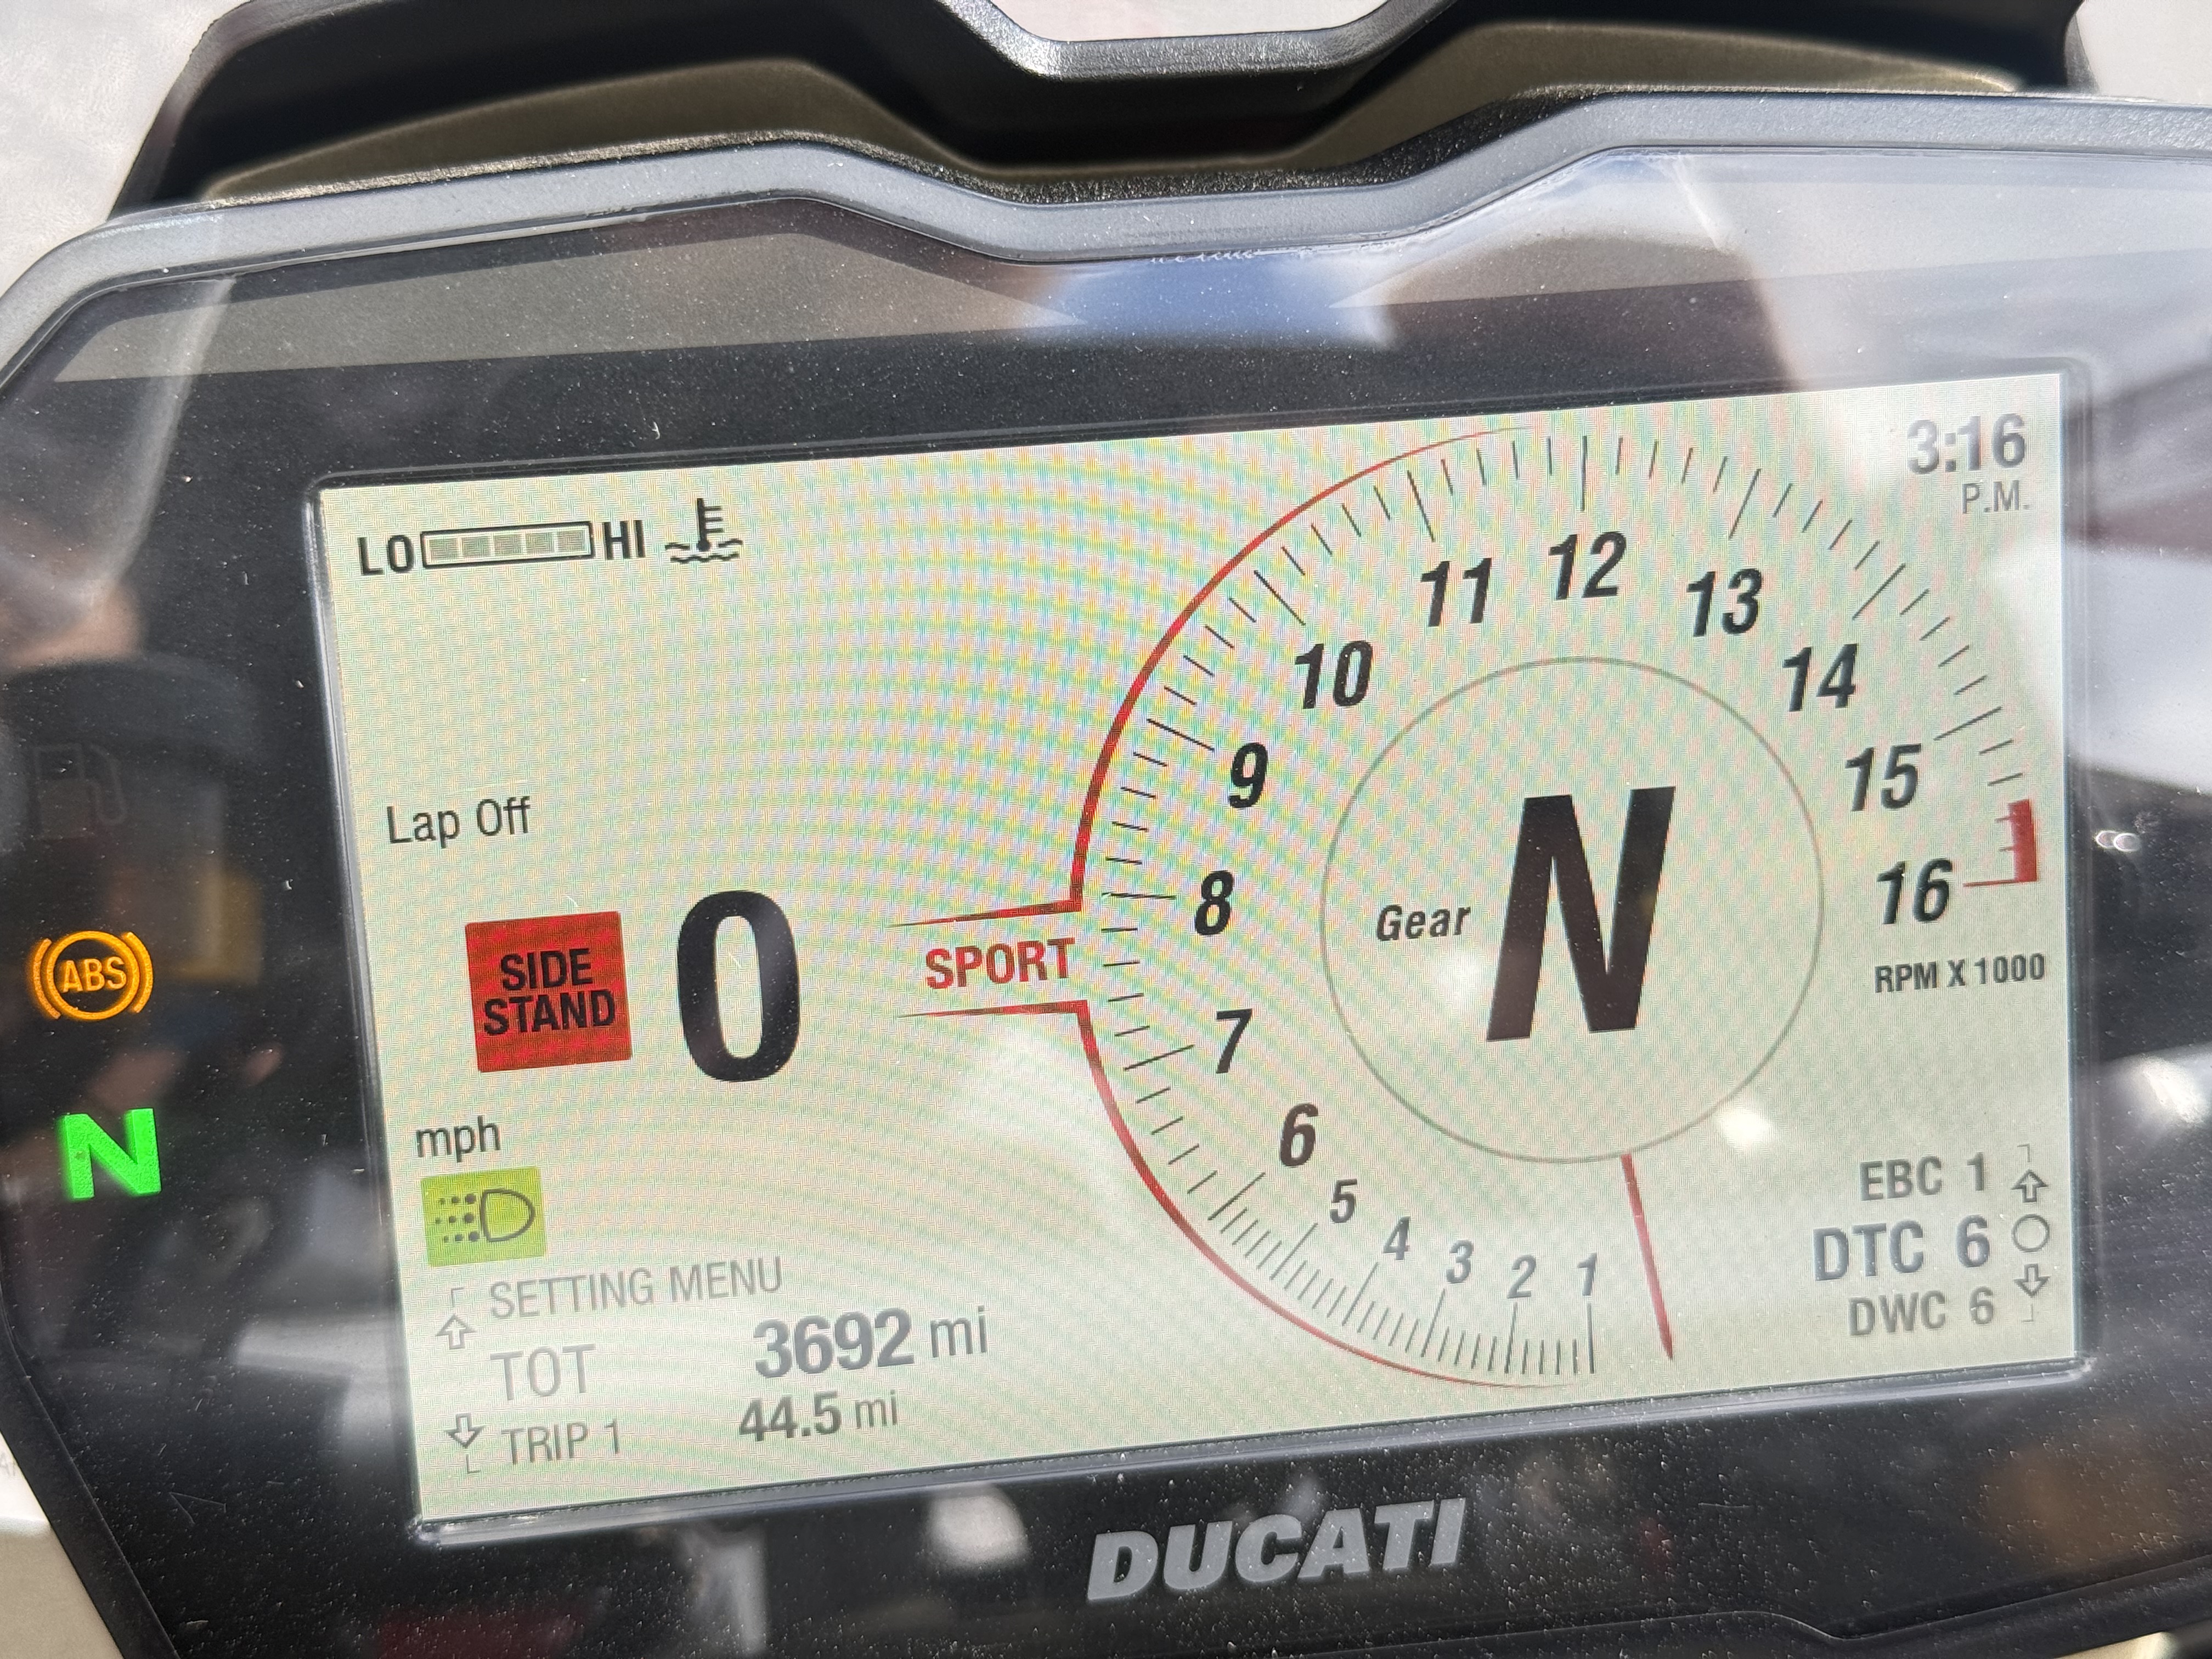 3:16
P.M.
LO HI
11 12 13
10 14
9 15
8 16
7
6
5
4
3
2
1
RPM X 1000
Gear N
Lap Off
SIDE
STAND
0
SPORT
mph
ABS
N
SETTING MENU
TOT 3692 mi
TRIP 1 44.5 mi
EBC 1
DTC 6
DWC 6
DUCATI